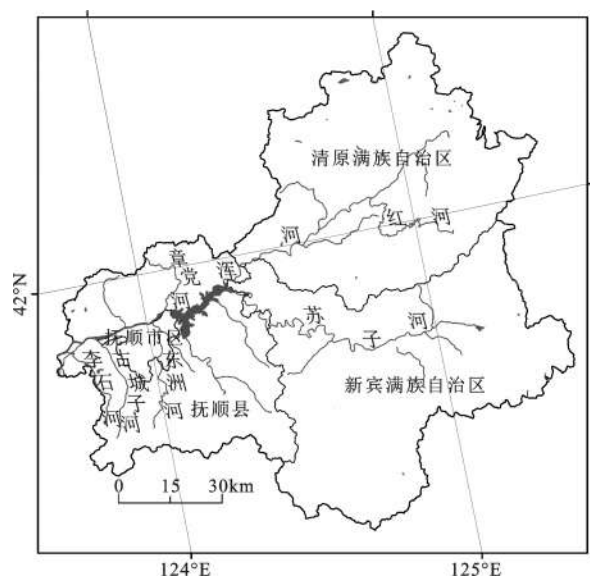 清原满族自治区
红河
浑河
章党河
42°N
苏子河
抚顺市区
李石河
古城子河
东洲河
新宾满族自治区
抚顺县
0 15 30km
124°E 125°E